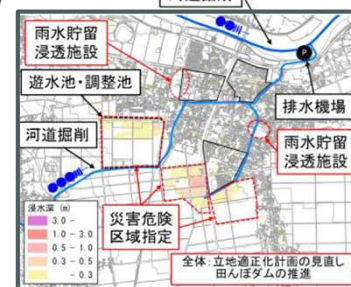 雨水貯留
浸透施設
遊水池・調整池
河道掘削
P
排水機場
雨水貯留
浸透施設
災害危険
区域指定
浸水深 (m)
3.0 -
1.0 - 3.0
0.5 - 1.0
0.3 - 0.5
- 0.3
全体:立地適正化計画の見直し
田んぼダムの推進